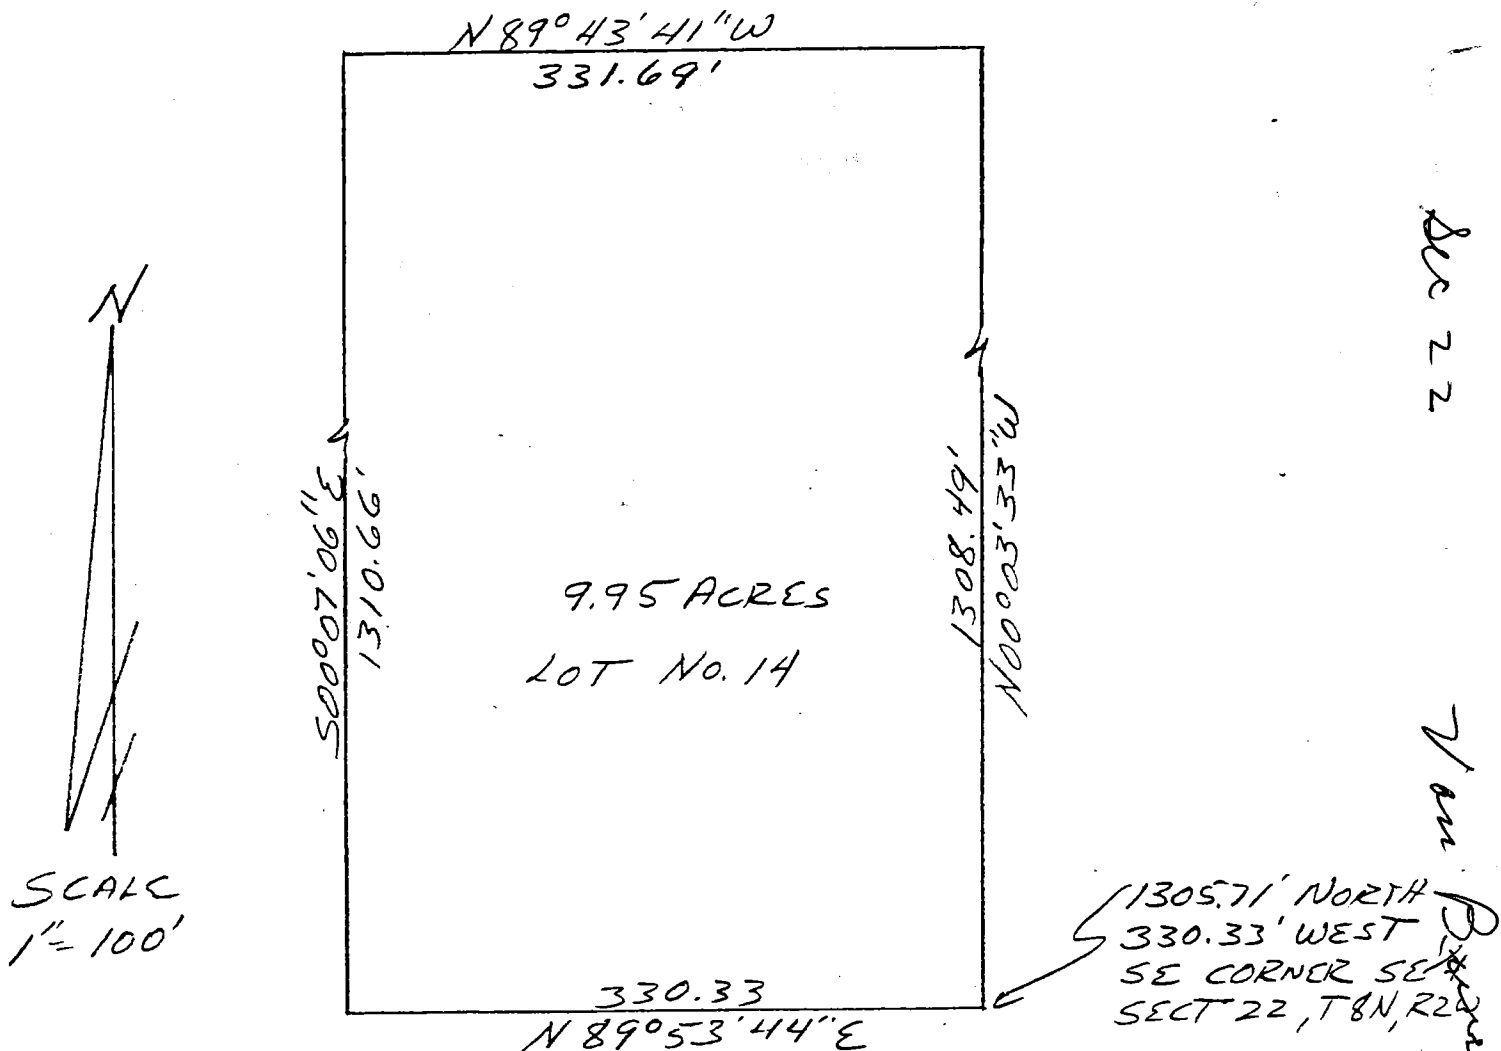 N 89° 43' 41" W
331.69'
N
SCALE
1" = 100'
S00°07'06"E
1310.66'
9.95 ACRES
LOT No. 14
1308.49'
N00°03'33"W
330.33
N 89° 53' 44" E
1305.71' NORTH
330.33' WEST
SE CORNER SE
SECT 22, T8N, R22
Sec 22
Van